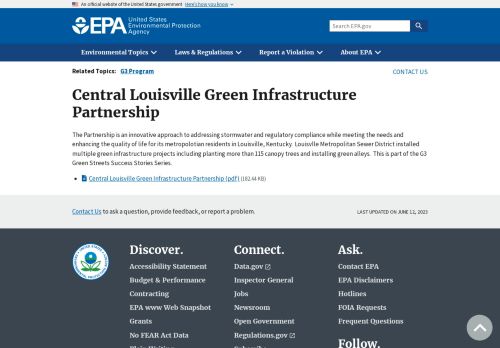 An official website of the United States government Here's how you know
EPA United States Environmental Protection Agency
Search EPA.gov
Environmental Topics Laws & Regulations Report a Violation About EPA
Related Topics: G3 Program CONTACT US
Central Louisville Green Infrastructure
Partnership
The Partnership is an innovative approach to addressing stormwater and regulatory compliance while meeting the needs and
enhancing the quality of life for its metropolotian residents in Louisville, Kentucky. Louisvlle Metropolitan Sewer District installed
multiple green infrastructure projects including planting more than 115 canopy trees and installing green alleys. This is part of the G3
Green Streets Success Stories Series.
Central Louisville Green Infrastructure Partnership (pdf) (182.44 KB)
Contact Us to ask a question, provide feedback, or report a problem. LAST UPDATED ON JUNE 12, 2023
Discover. Connect. Ask.
Accessibility Statement Data.gov Contact EPA
Budget & Performance Inspector General EPA Disclaimers
Contracting Jobs Hotlines
EPA www Web Snapshot Newsroom FOIA Requests
Grants Open Government Frequent Questions
No FEAR Act Data Regulations.gov
Follow.